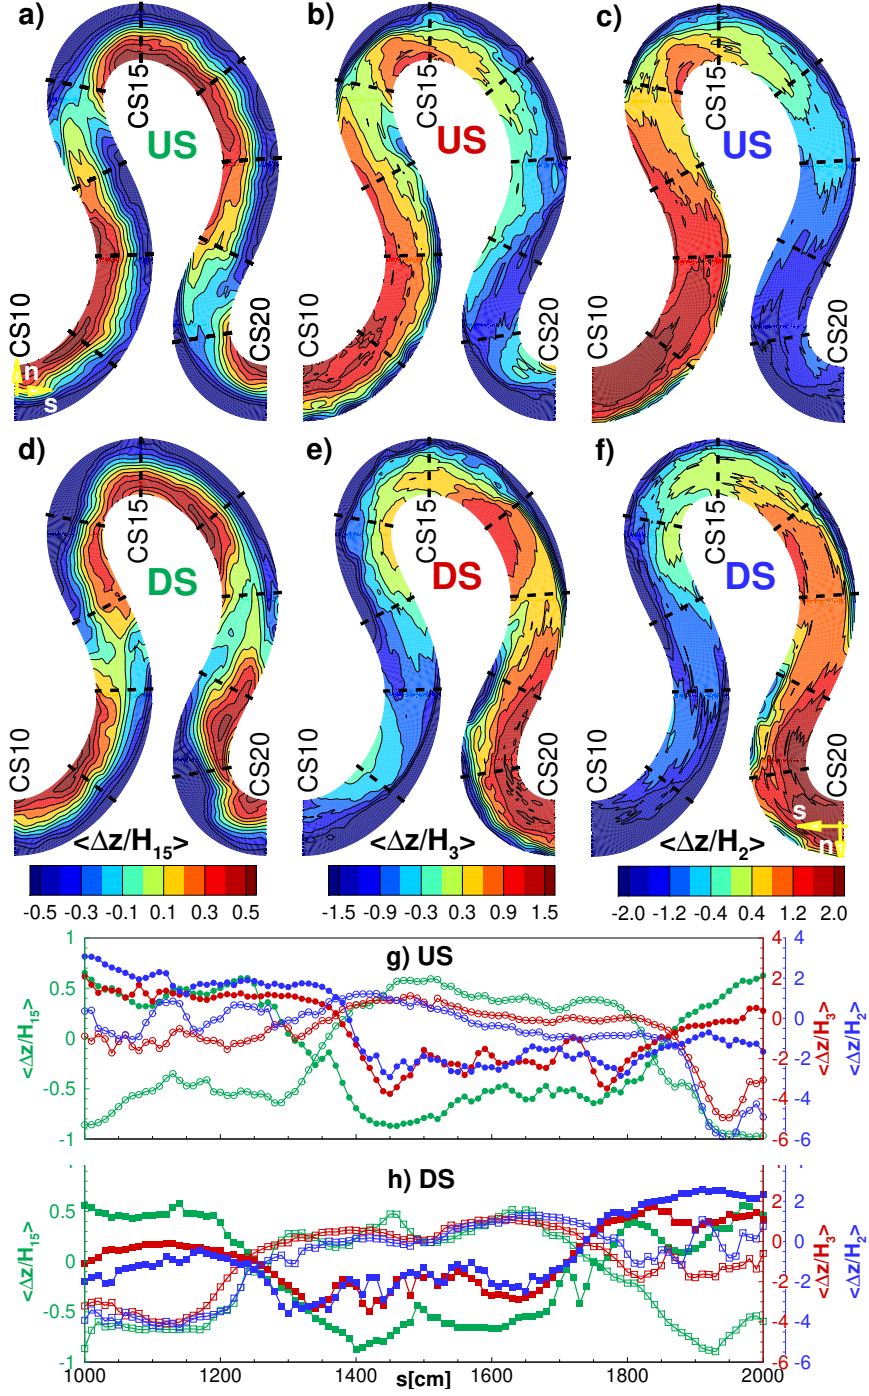 a)
b)
c)
CS15
CS15
CS15
US
US
US
CS10
CS20
CS10
CS20
CS10
CS20
n
s
d)
e)
f)
CS15
CS15
CS15
DS
DS
DS
CS10
CS20
CS10
CS20
CS10
CS20
s
n
<Δz/H15>
<Δz/H3>
<Δz/H2>
-0.5 -0.3 -0.1 0.1 0.3 0.5
-1.5 -0.9 -0.3 0.3 0.9 1.5
-2.0 -1.2 -0.4 0.4 1.2 2.0
g) US
1
0.5
0
-0.5
-1
<Δz/H15>
4
2
0
-2
-4
-6
<Δz/H3>
4
2
0
-2
-4
-6
<Δz/H2>
h) DS
0.5
0
-0.5
-1
<Δz/H15>
2
0
-2
-4
-6
<Δz/H3>
2
0
-2
-4
-6
<Δz/H2>
1000 1200 1400 1600 1800 2000
s[cm]